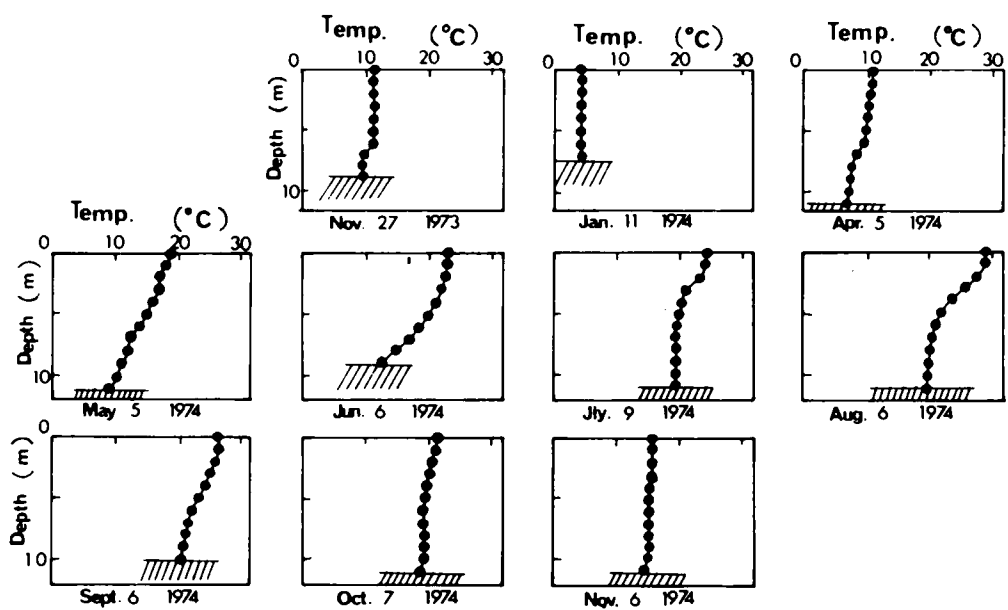 Temp. (°C)
0 10 20 30
Depth (m)
10
Nov. 27 1973
Temp. (°C)
0 10 20 30
Jan. 11 1974
Temp. (°C)
0 10 20 30
Apr. 5 1974
Temp. (°C)
0 10 20 30
Depth (m)
10
May 5 1974
Jun. 6 1974
Jly. 9 1974
Aug. 6 1974
0
Depth (m)
10
Sept. 6 1974
Oct. 7 1974
Nov. 6 1974